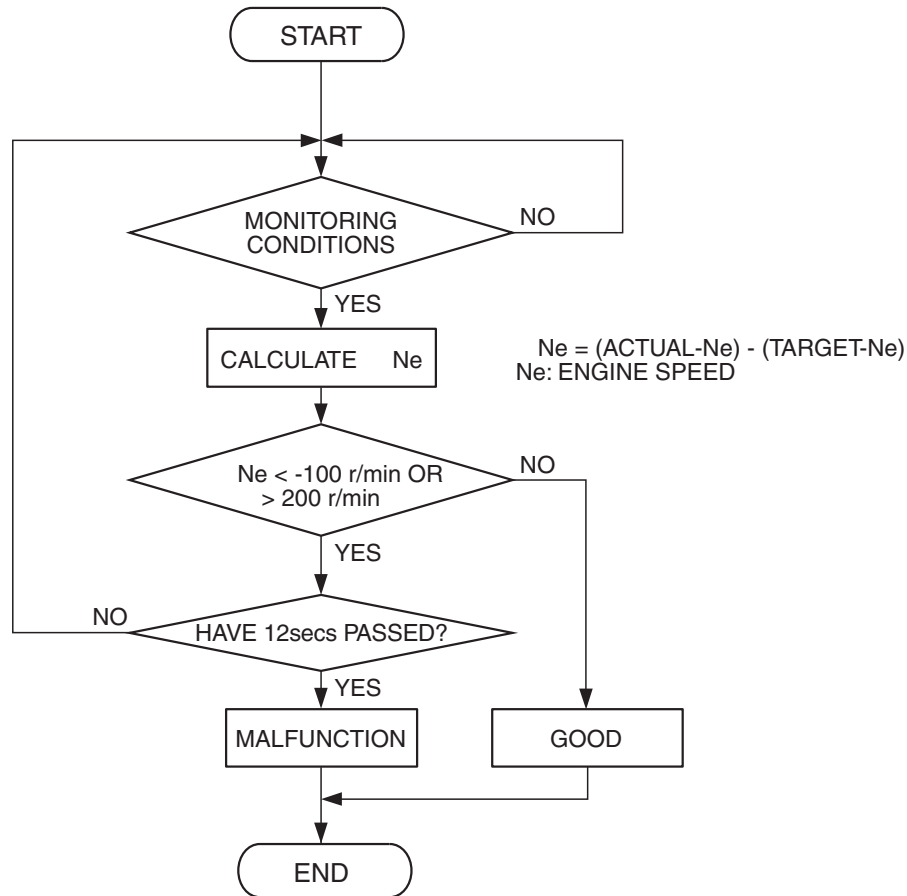 START
MONITORING
CONDITIONS
NO
YES
CALCULATE Ne
Ne = (ACTUAL-Ne) - (TARGET-Ne)
Ne: ENGINE SPEED
Ne < -100 r/min OR
> 200 r/min
NO
YES
NO
HAVE 12secs PASSED?
YES
MALFUNCTION
GOOD
END